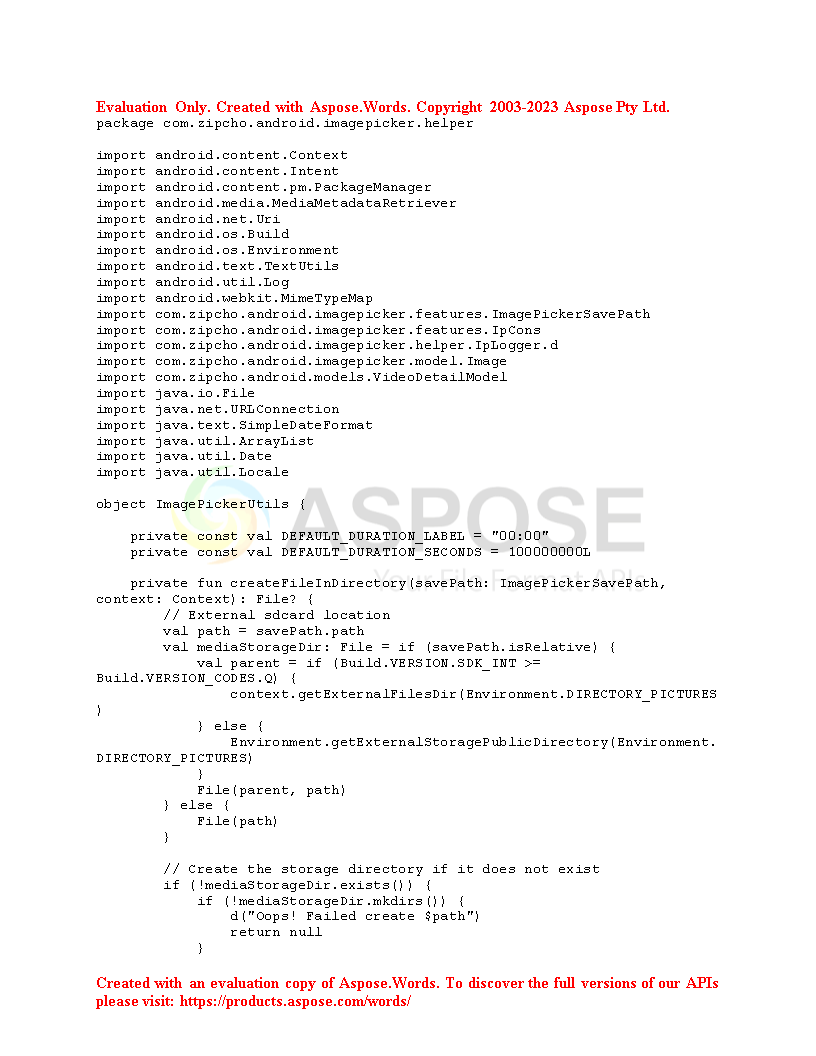 Evaluation Only. Created with Aspose.Words. Copyright 2003-2023 Aspose Pty Ltd.
package com.zipcho.android.imagepicker.helper

import android.content.Context
import android.content.Intent
import android.content.pm.PackageManager
import android.media.MediaMetadataRetriever
import android.net.Uri
import android.os.Build
import android.os.Environment
import android.text.TextUtils
import android.util.Log
import android.webkit.MimeTypeMap
import com.zipcho.android.imagepicker.features.ImagePickerSavePath
import com.zipcho.android.imagepicker.features.IpCons
import com.zipcho.android.imagepicker.helper.IpLogger.d
import com.zipcho.android.imagepicker.model.Image
import com.zipcho.android.models.VideoDetailModel
import java.io.File
import java.net.URLConnection
import java.text.SimpleDateFormat
import java.util.ArrayList
import java.util.Date
import java.util.Locale

object ImagePickerUtils {
ASPOSE
    private const val DEFAULT_DURATION_LABEL = "00:00"
    private const val DEFAULT_DURATION_SECONDS = 100000000L

Your File Format APIs
    private fun createFileInDirectory(savePath: ImagePickerSavePath,
context: Context): File? {
        // External sdcard location
        val path = savePath.path
        val mediaStorageDir: File = if (savePath.isRelative) {
            val parent = if (Build.VERSION.SDK_INT >=
Build.VERSION_CODES.Q) {
                context.getExternalFilesDir(Environment.DIRECTORY_PICTURES
)
            } else {
                Environment.getExternalStoragePublicDirectory(Environment.
DIRECTORY_PICTURES)
            }
            File(parent, path)
        } else {
            File(path)
        }

        // Create the storage directory if it does not exist
        if (!mediaStorageDir.exists()) {
            if (!mediaStorageDir.mkdirs()) {
                d("Oops! Failed create $path")
                return null
            }

Created with an evaluation copy of Aspose.Words. To discover the full versions of our APIs
please visit: https://products.aspose.com/words/